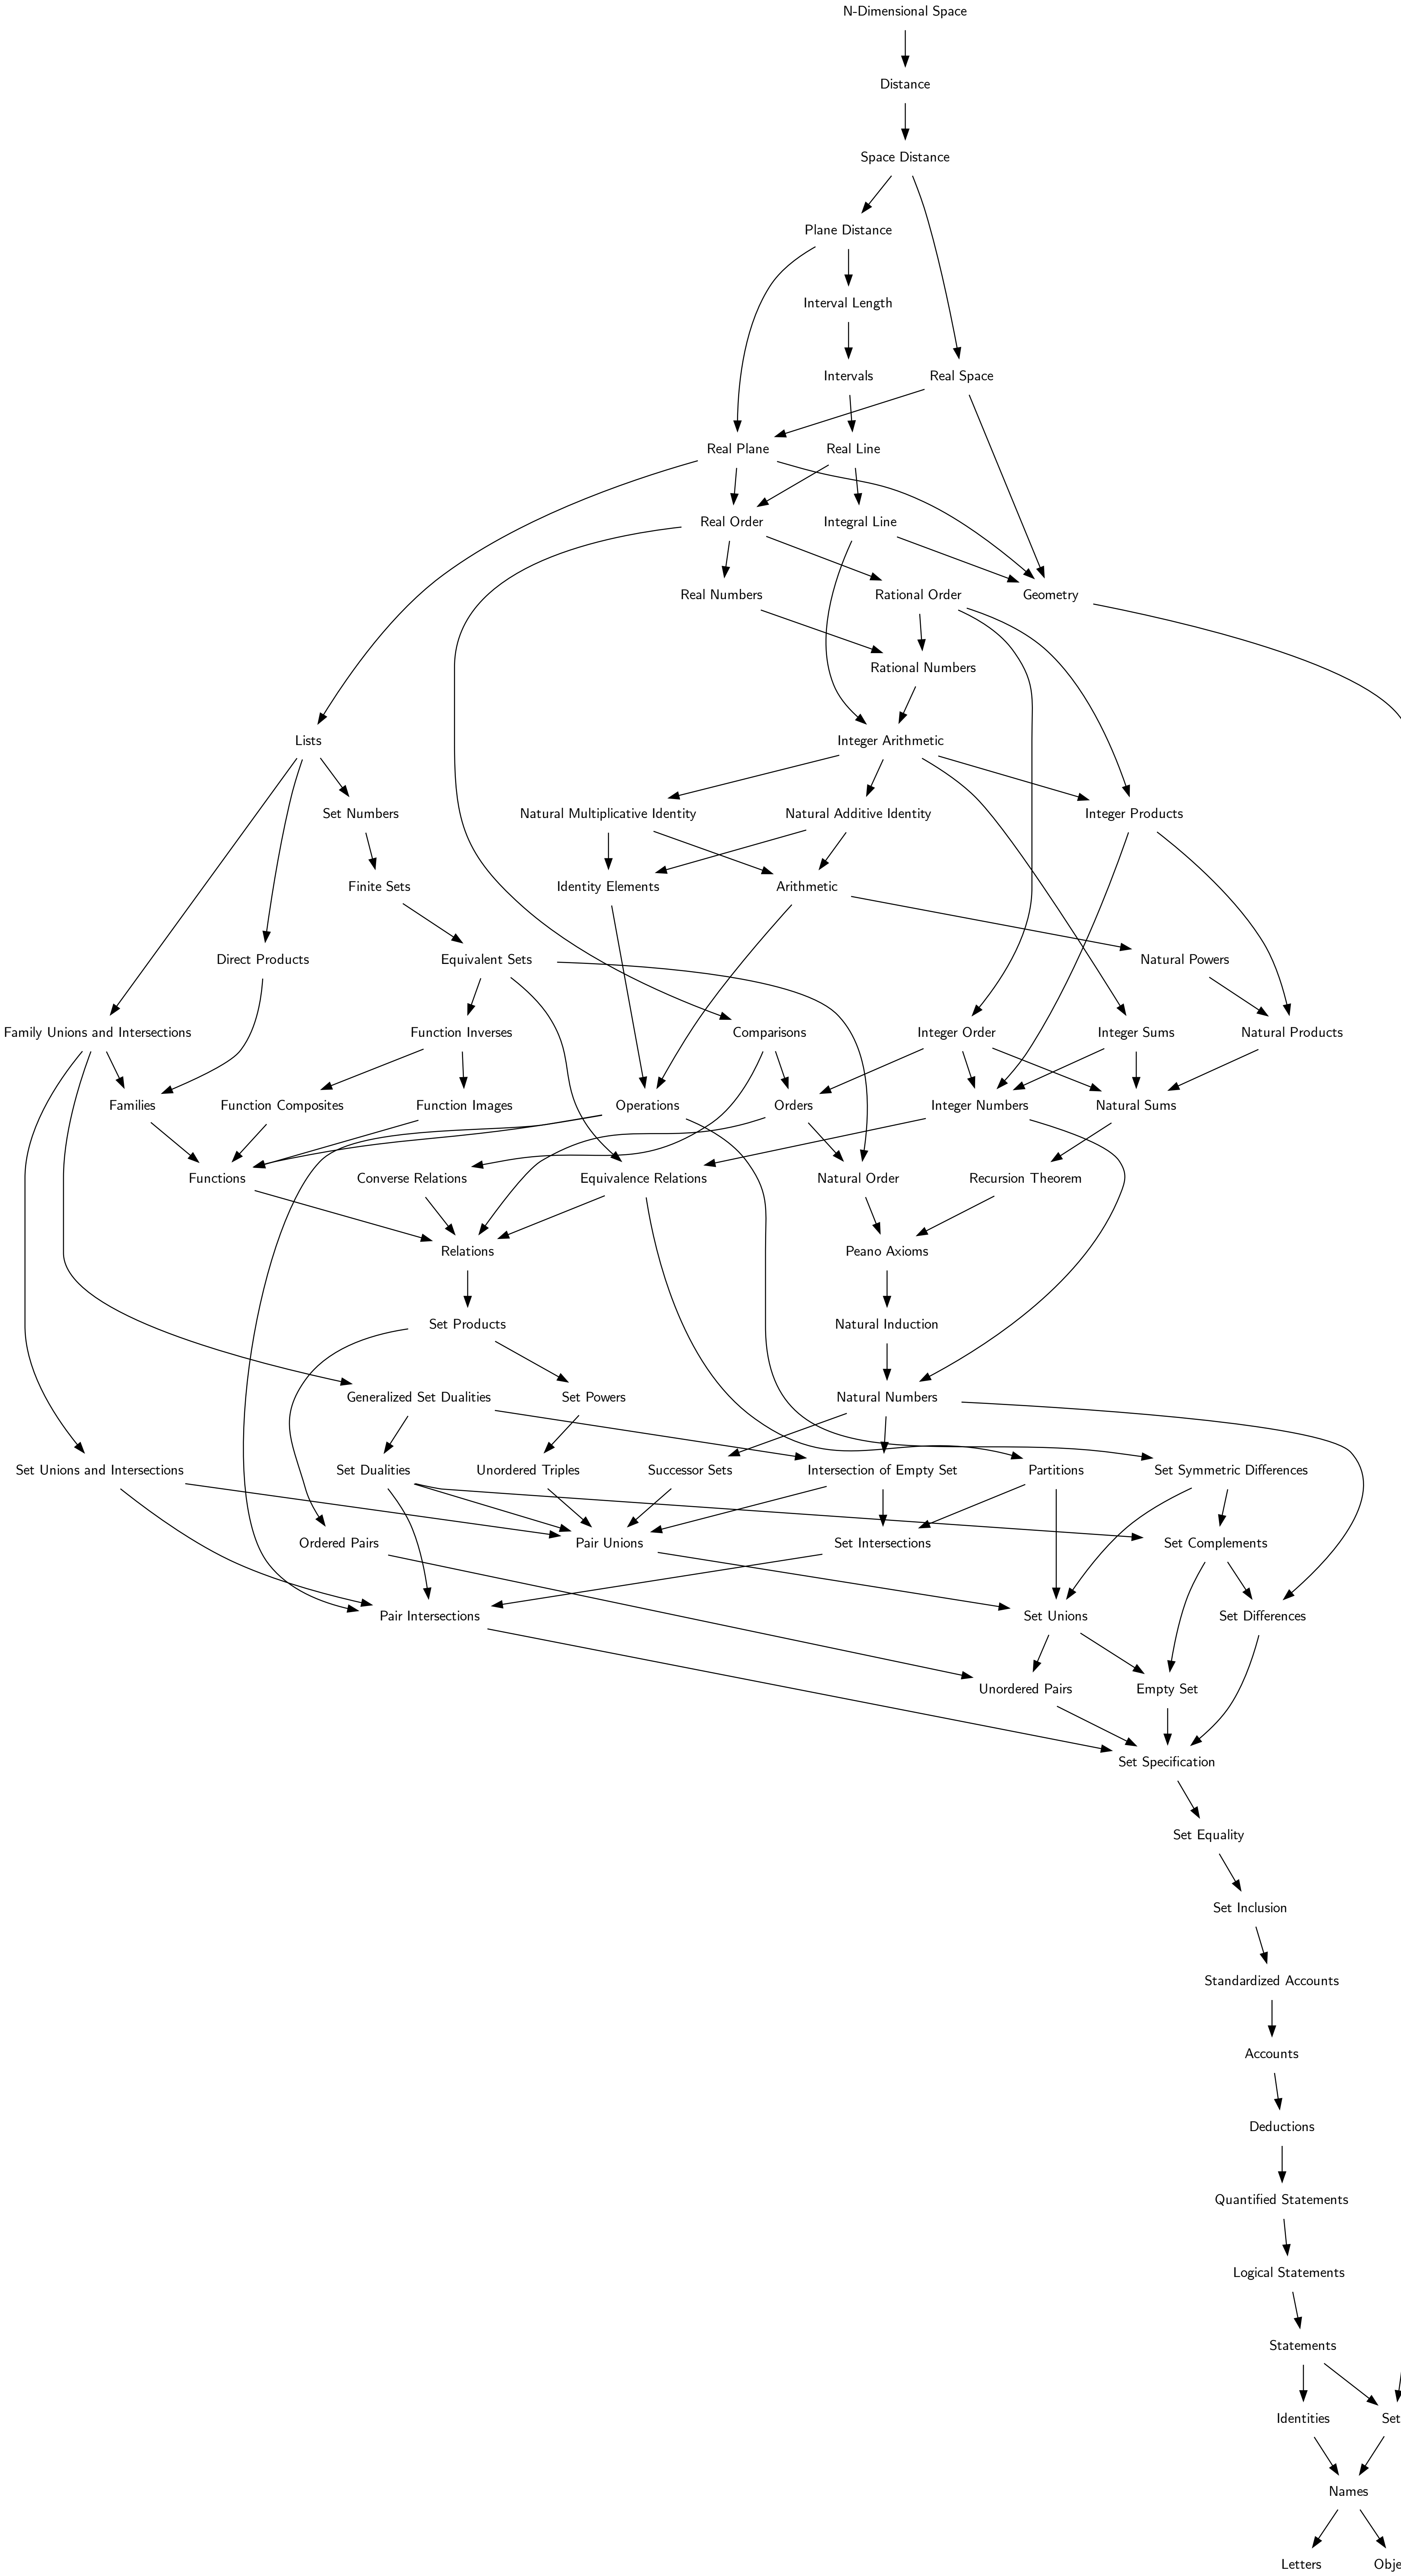 N-Dimensional Space
Distance
Space Distance
Plane Distance
Interval Length
Intervals
Real Space
Real Plane
Real Line
Real Order
Integral Line
Real Numbers
Rational Order
Geometry
Rational Numbers
Lists
Integer Arithmetic
Set Numbers
Natural Multiplicative Identity
Natural Additive Identity
Integer Products
Finite Sets
Identity Elements
Arithmetic
Direct Products
Equivalent Sets
Natural Powers
Family Unions and Intersections
Function Inverses
Comparisons
Integer Order
Integer Sums
Natural Products
Families
Function Composites
Function Images
Operations
Orders
Integer Numbers
Natural Sums
Functions
Converse Relations
Equivalence Relations
Natural Order
Recursion Theorem
Relations
Peano Axioms
Set Products
Natural Induction
Generalized Set Dualities
Set Powers
Natural Numbers
Set Unions and Intersections
Set Dualities
Unordered Triples
Successor Sets
Intersection of Empty Set
Partitions
Set Symmetric Differences
Ordered Pairs
Pair Unions
Set Intersections
Set Complements
Pair Intersections
Set Unions
Set Differences
Unordered Pairs
Empty Set
Set Specification
Set Equality
Set Inclusion
Standardized Accounts
Accounts
Deductions
Quantified Statements
Logical Statements
Statements
Identities
Set
Names
Letters